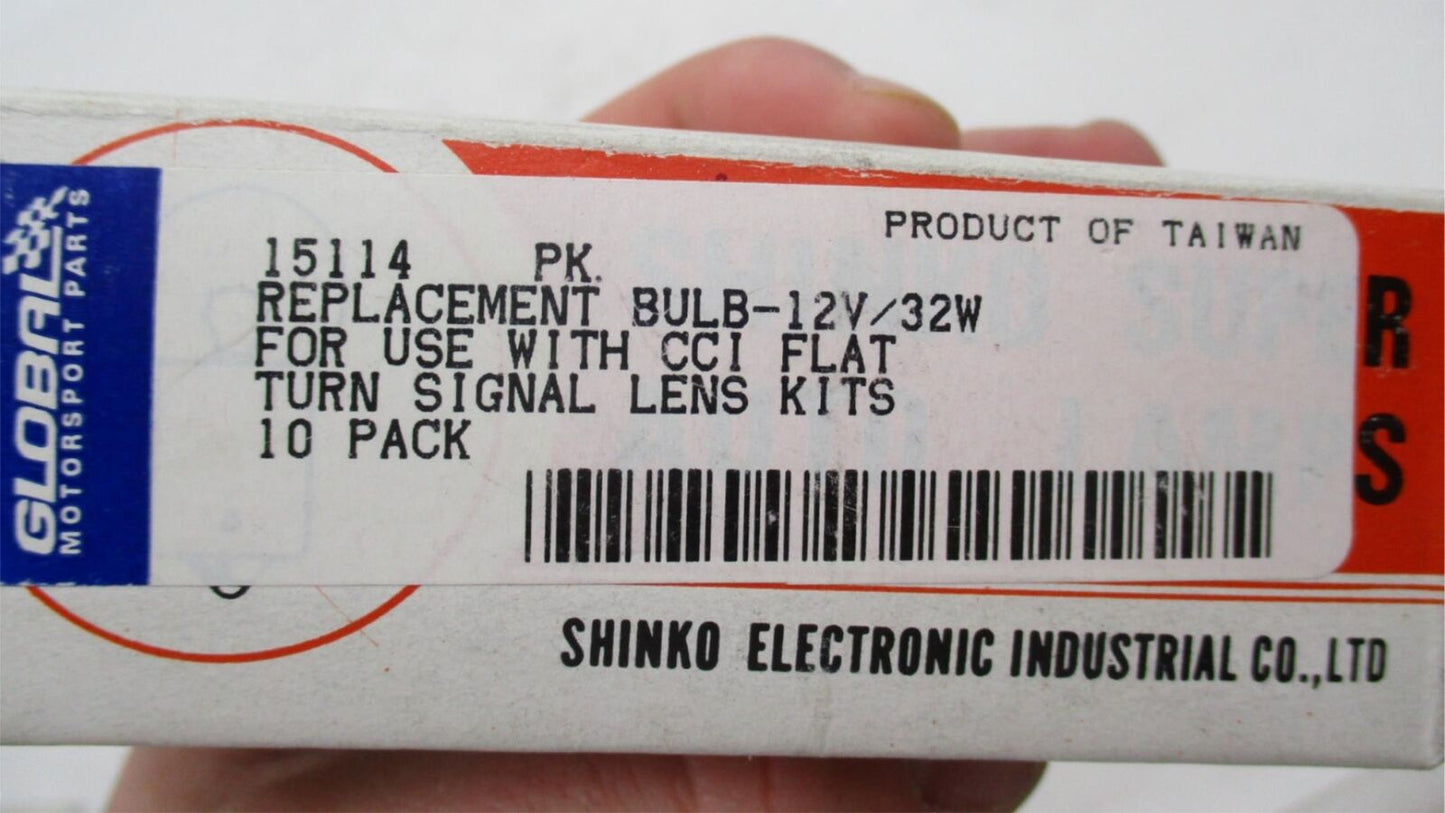 GLOBAL
MOTORSPORT PARTS
PRODUCT OF TAIWAN
15114 PK.
REPLACEMENT BULB-12V/32W
FOR USE WITH CCI FLAT
TURN SIGNAL LENS KITS
10 PACK
R
S
SHINKO ELECTRONIC INDUSTRIAL CO.,LTD